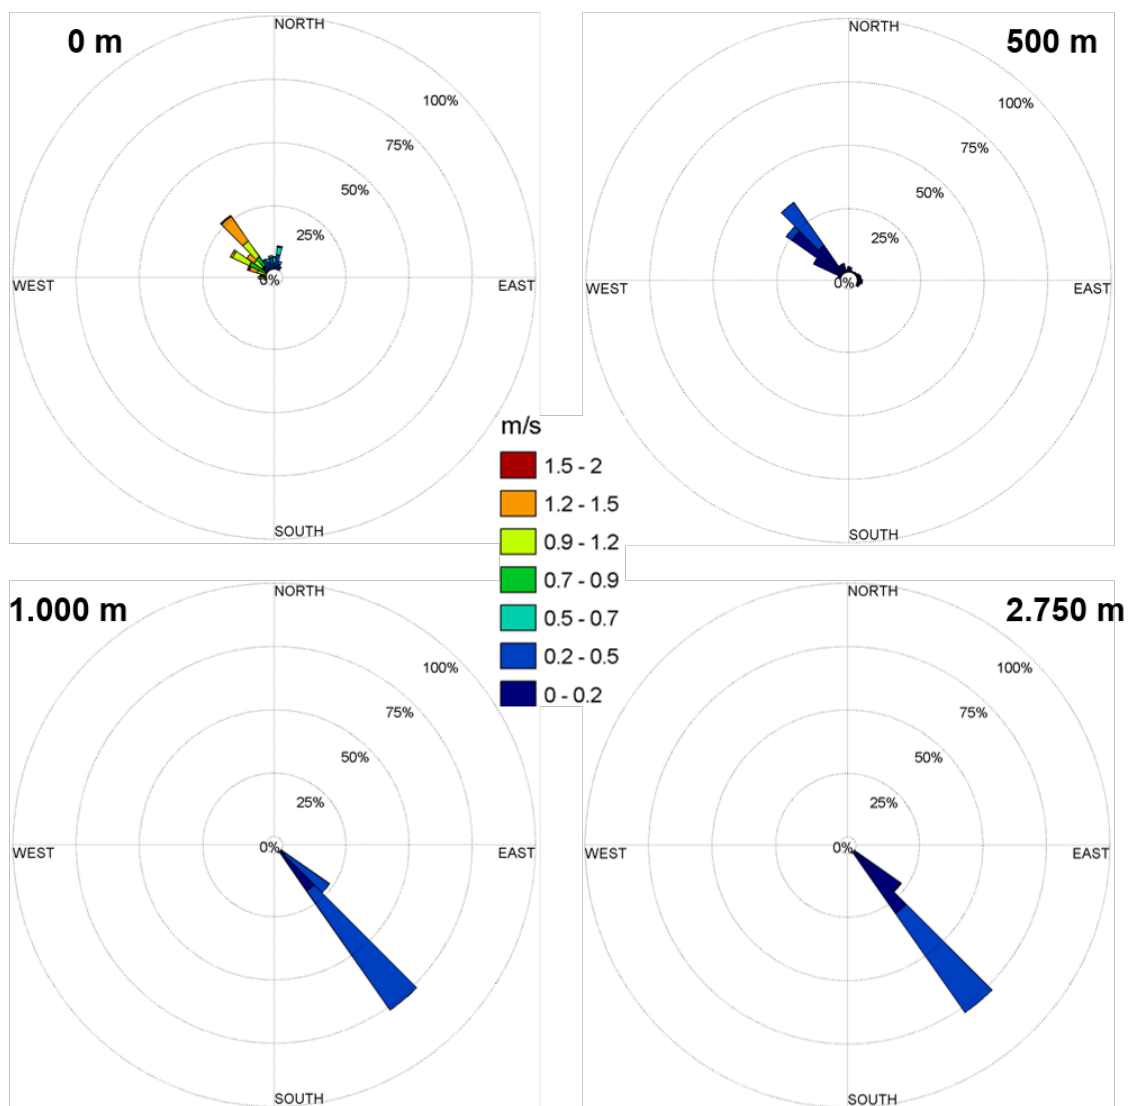 0 m
NORTH
100%
75%
50%
25%
0%
WEST
EAST
SOUTH
500 m
NORTH
100%
75%
50%
25%
0%
WEST
EAST
SOUTH
m/s
1.5 - 2
1.2 - 1.5
0.9 - 1.2
0.7 - 0.9
0.5 - 0.7
0.2 - 0.5
0 - 0.2
1.000 m
NORTH
100%
75%
50%
25%
0%
WEST
EAST
SOUTH
2.750 m
NORTH
100%
75%
50%
25%
0%
WEST
EAST
SOUTH